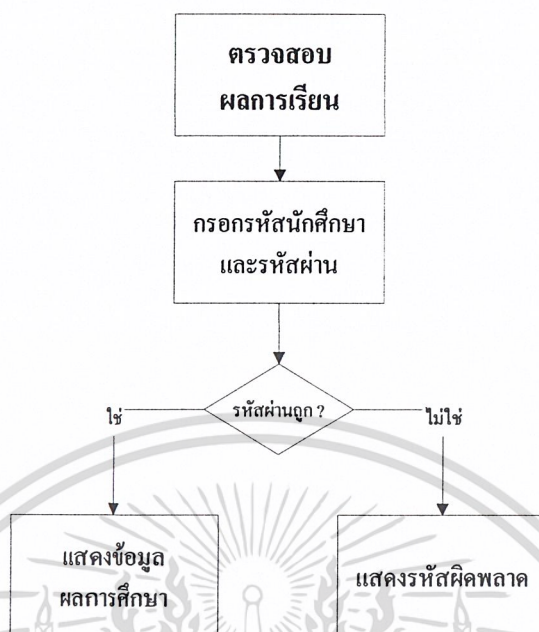 ตรวจสอบ
ผลการเรียน
กรอกรหัสนักศึกษา
และรหัสผ่าน
รหัสผ่านถูก ?
ใช่
ไม่ใช่
แสดงข้อมูล
ผลการศึกษา
แสดงรหัสผิดพลาด